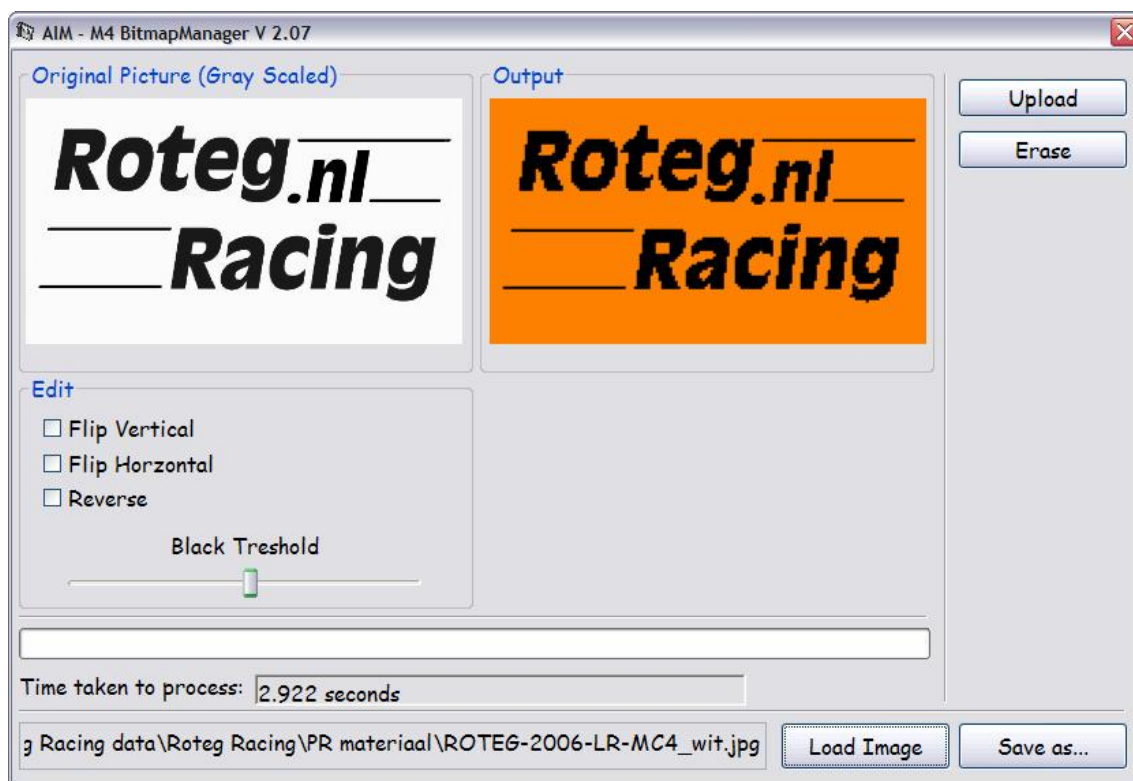 AIM - M4 BitmapManager V 2.07
Original Picture (Gray Scaled)
Roteg.nl
Racing
Output
Roteg.nl
Racing
Upload
Erase
Edit
Flip Vertical
Flip Horzontal
Reverse
Black Treshold
Time taken to process: 2.922 seconds
g Racing data\Roteg Racing\PR materiaal\ROTEG-2006-LR-MC4_wit.jpg
Load Image
Save as...